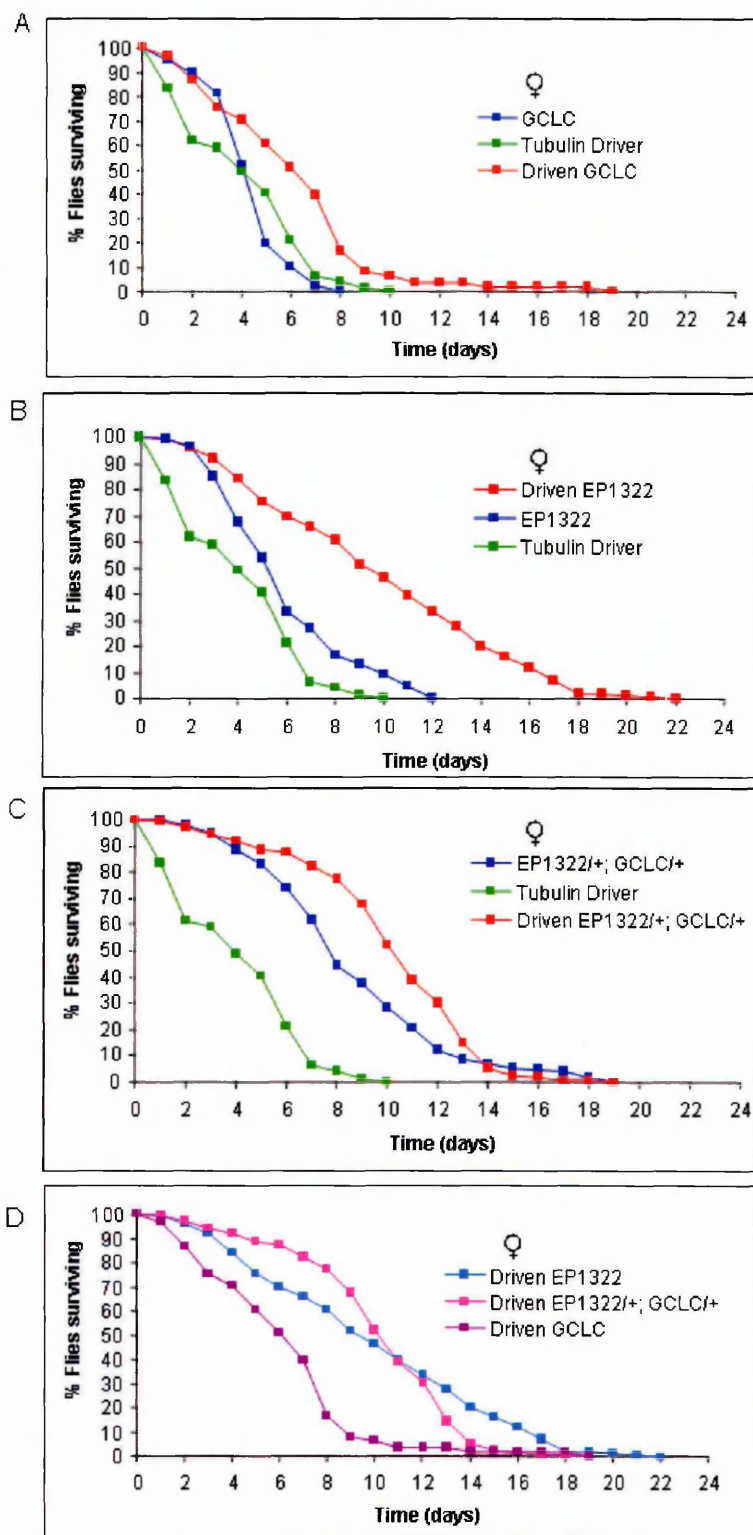 A
% Flies surviving
100
90
80
70
60
50
40
30
20
10
0
♀
GCLC
Tubulin Driver
Driven GCLC
0 2 4 6 8 10 12 14 16 18 20 22 24
Time (days)
B
% Flies surviving
100
90
80
70
60
50
40
30
20
10
0
♀
Driven EP1322
EP1322
Tubulin Driver
0 2 4 6 8 10 12 14 16 18 20 22 24
Time (days)
C
% Flies surviving
100
90
80
70
60
50
40
30
20
10
0
♀
EP1322/+; GCLC/+
Tubulin Driver
Driven EP1322/+; GCLC/+
0 2 4 6 8 10 12 14 16 18 20 22 24
Time (days)
D
% Flies surviving
100
90
80
70
60
50
40
30
20
10
0
♀
Driven EP1322
Driven EP1322/+; GCLC/+
Driven GCLC
0 2 4 6 8 10 12 14 16 18 20 22 24
Time (days)